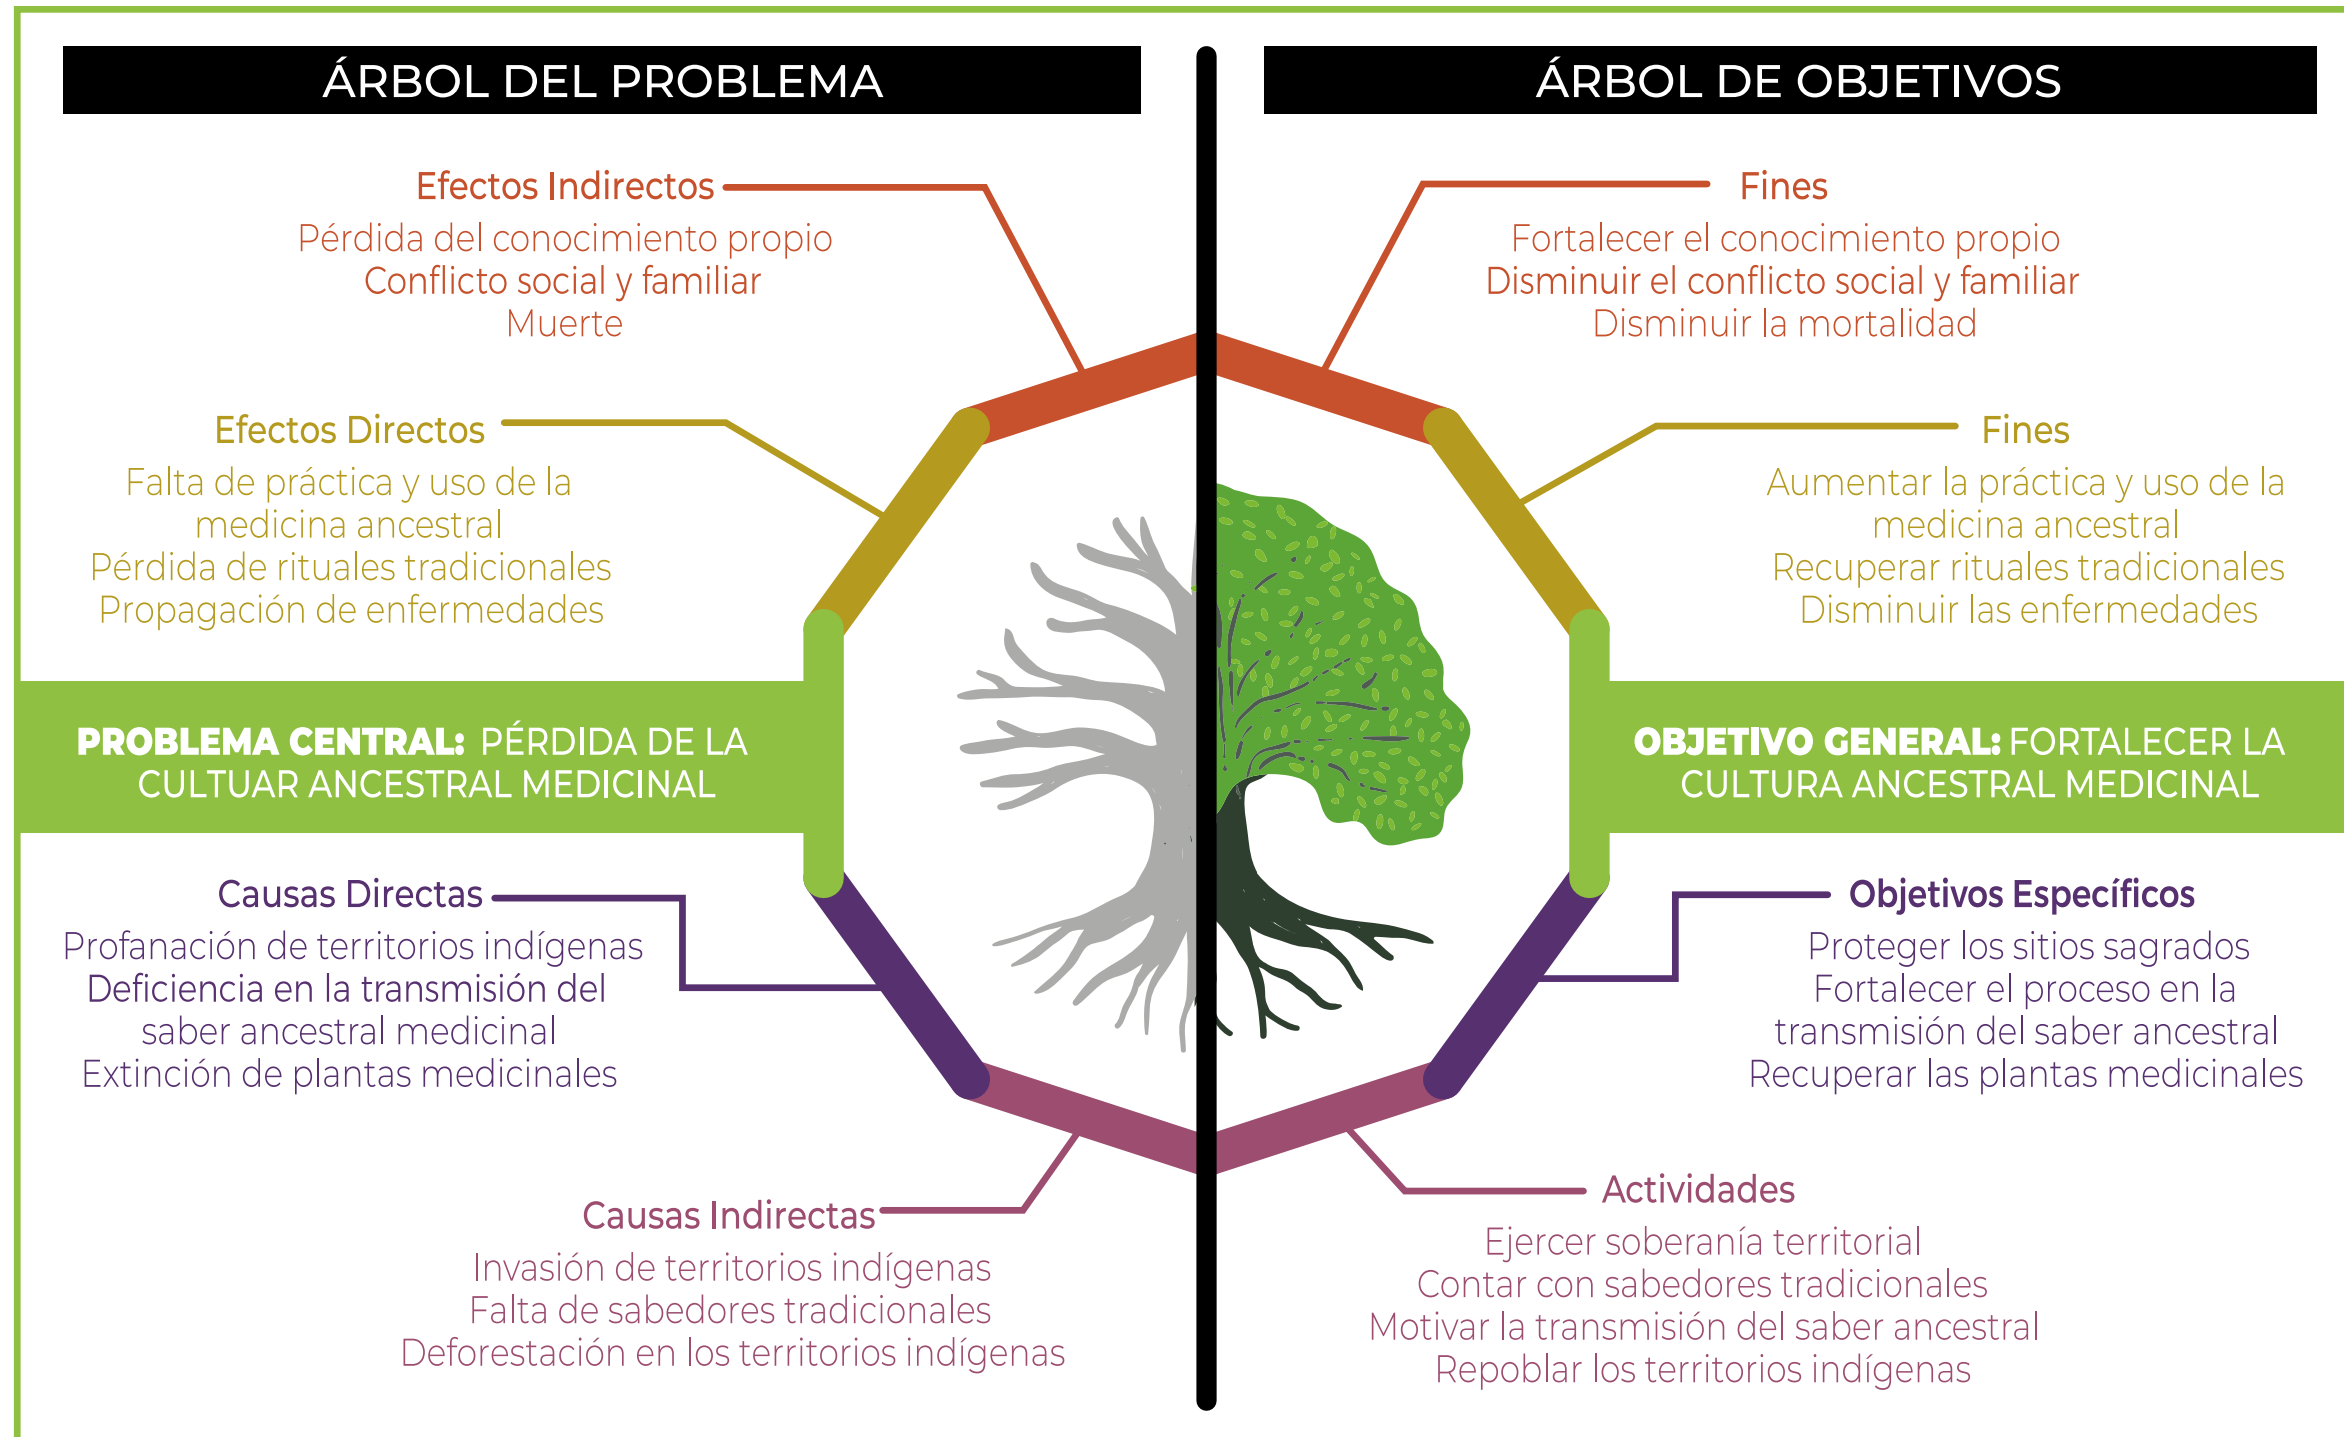 ÁRBOL DEL PROBLEMA
Efectos Indirectos
Pérdida del conocimiento propio
Conflicto social y familiar
Muerte
Efectos Directos
Falta de práctica y uso de la
medicina ancestral
Pérdida de rituales tradicionales
Propagación de enfermedades
PROBLEMA CENTRAL: PÉRDIDA DE LA
CULTUAR ANCESTRAL MEDICINAL
Causas Directas
Profanación de territorios indígenas
Deficiencia en la transmisión del
saber ancestral medicinal
Extinción de plantas medicinales
Causas Indirectas
Invasión de territorios indígenas
Falta de sabedores tradicionales
Deforestación en los territorios indígenas
ÁRBOL DE OBJETIVOS
Fines
Fortalecer el conocimiento propio
Disminuir el conflicto social y familiar
Disminuir la mortalidad
Fines
Aumentar la práctica y uso de la
medicina ancestral
Recuperar rituales tradicionales
Disminuir las enfermedades
OBJETIVO GENERAL: FORTALECER LA
CULTURA ANCESTRAL MEDICINAL
Objetivos Específicos
Proteger los sitios sagrados
Fortalecer el proceso en la
transmisión del saber ancestral
Recuperar las plantas medicinales
Actividades
Ejercer soberanía territorial
Contar con sabedores tradicionales
Motivar la transmisión del saber ancestral
Repoblar los territorios indígenas